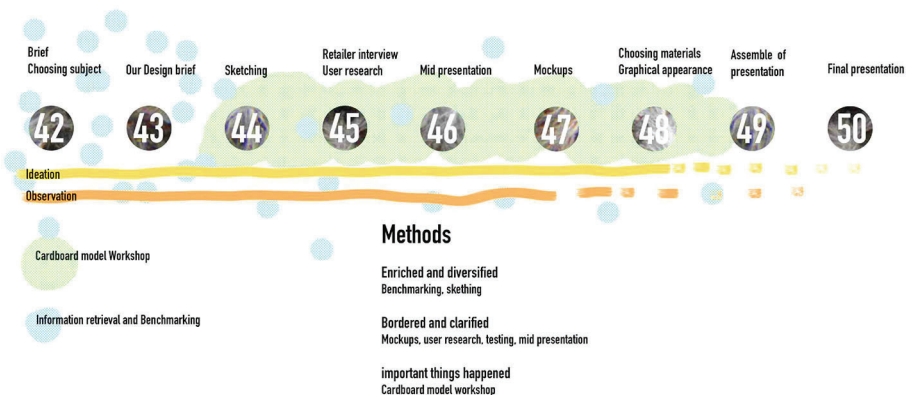 Brief
Choosing subject
Our Design brief
Sketching
Retailer interview
User research
Mid presentation
Mockups
Choosing materials
Graphical appearance
Assemble of
presentation
Final presentation
42 43 44 45 46 47 48 49 50
Ideation
Observation
Cardboard model Workshop
Information retrieval and Benchmarking
Methods
Enriched and diversified
Benchmarking, skething
Bordered and clarified
Mockups, user research, testing, mid presentation
important things happened
Cardboard model workshop